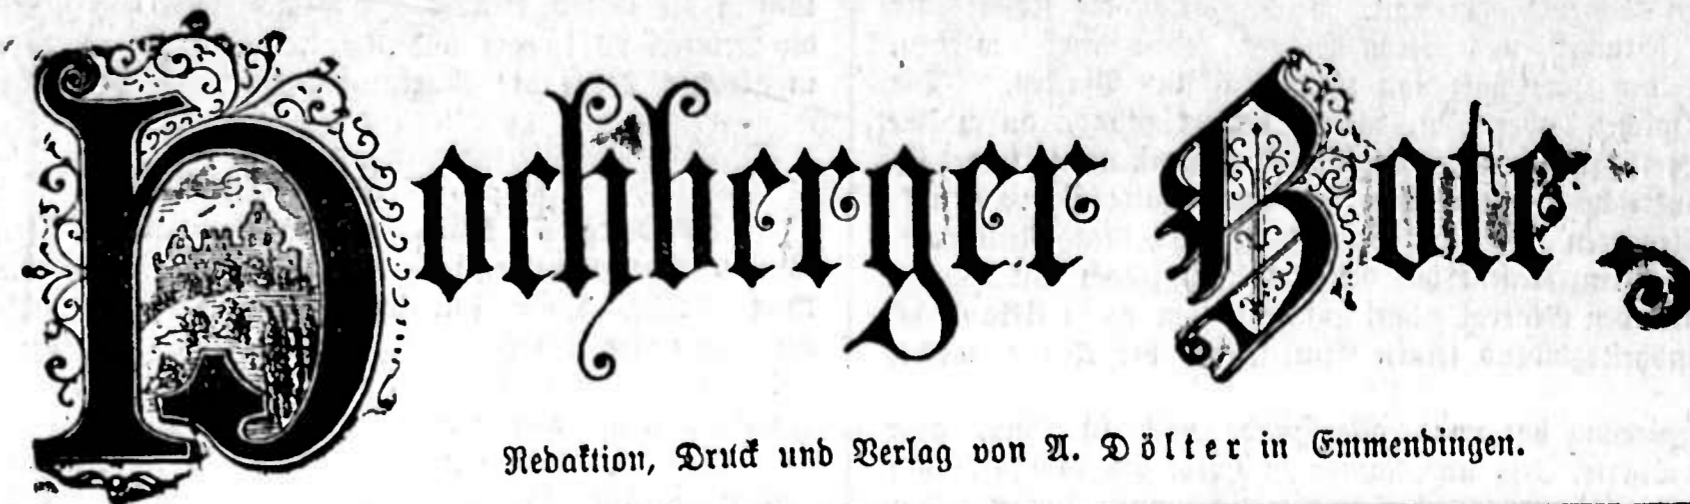 Hochberger Bote.
Redaktion, Druck und Verlag von A. Dölter in Emmendingen.